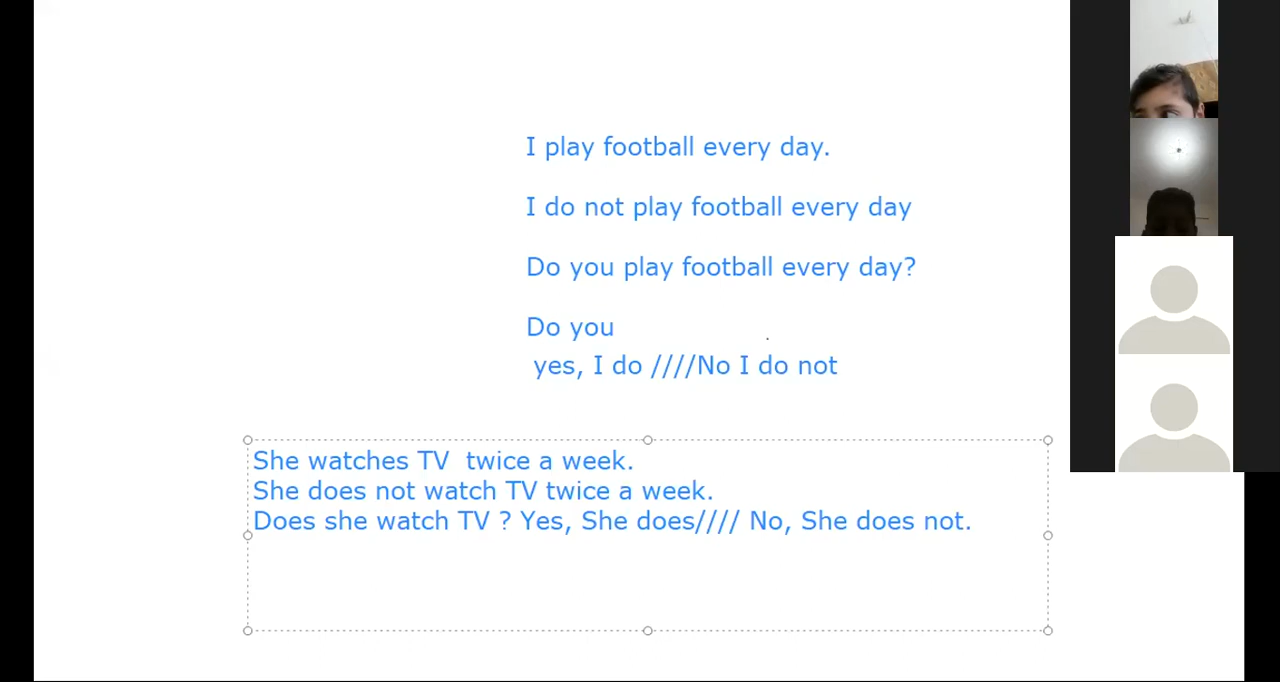 I play football every day.
I do not play football every day
Do you play football every day?
Do you
yes, I do ////No I do not
She watches TV  twice a week.
She does not watch TV twice a week.
Does she watch TV ? Yes, She does//// No, She does not.